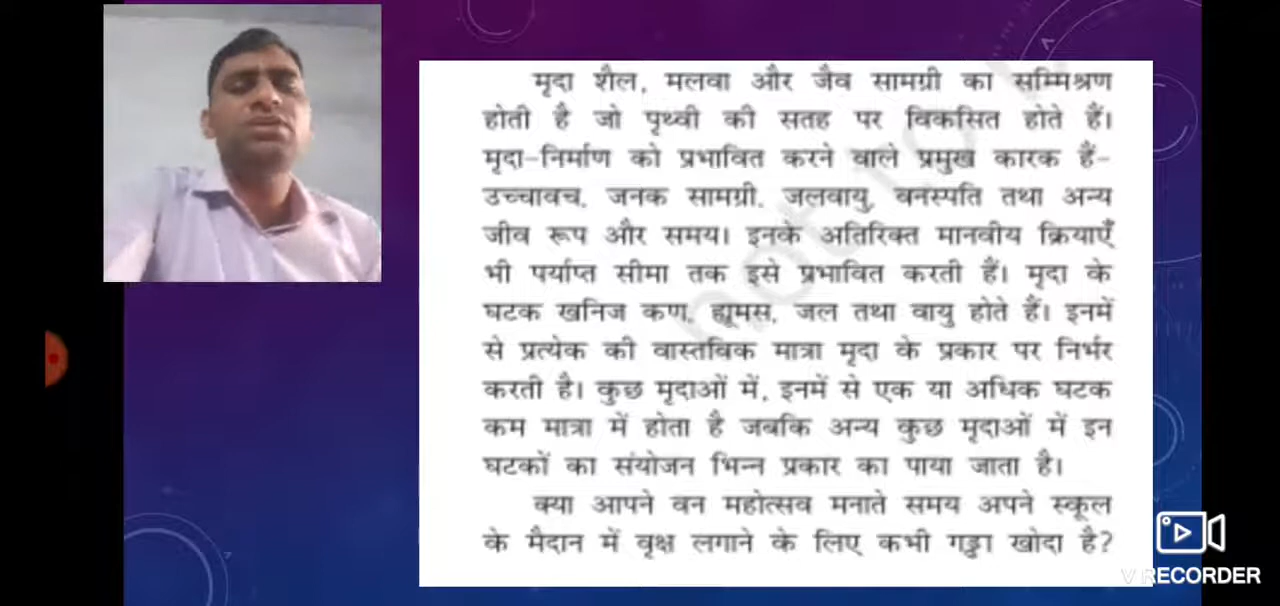 मृदा शैल, मलवा और जैव सामग्री का सम्मिश्रण
होती है जो पृथ्वी की सतह पर विकसित होते हैं।
मृदा-निर्माण को प्रभावित करने वाले प्रमुख कारक हैं-
उच्चावच, जनक सामग्री, जलवायु, वनस्पति तथा अन्य
जीव रूप और समय। इनके अतिरिक्त मानवीय क्रियाएँ
भी पर्याप्त सीमा तक इसे प्रभावित करती हैं। मृदा के
घटक खनिज कण, ह्यूमस, जल तथा वायु होते हैं। इनमें
से प्रत्येक की वास्तविक मात्रा मृदा के प्रकार पर निर्भर
करती है। कुछ मृदाओं में, इनमें से एक या अधिक घटक
कम मात्रा में होता है जबकि अन्य कुछ मृदाओं में इन
घटकों का संयोजन भिन्न प्रकार का पाया जाता है।
क्या आपने वन महोत्सव मनाते समय अपने स्कूल
के मैदान में वृक्ष लगाने के लिए कभी गड्ढा खोदा है?
not to
V RECORDER